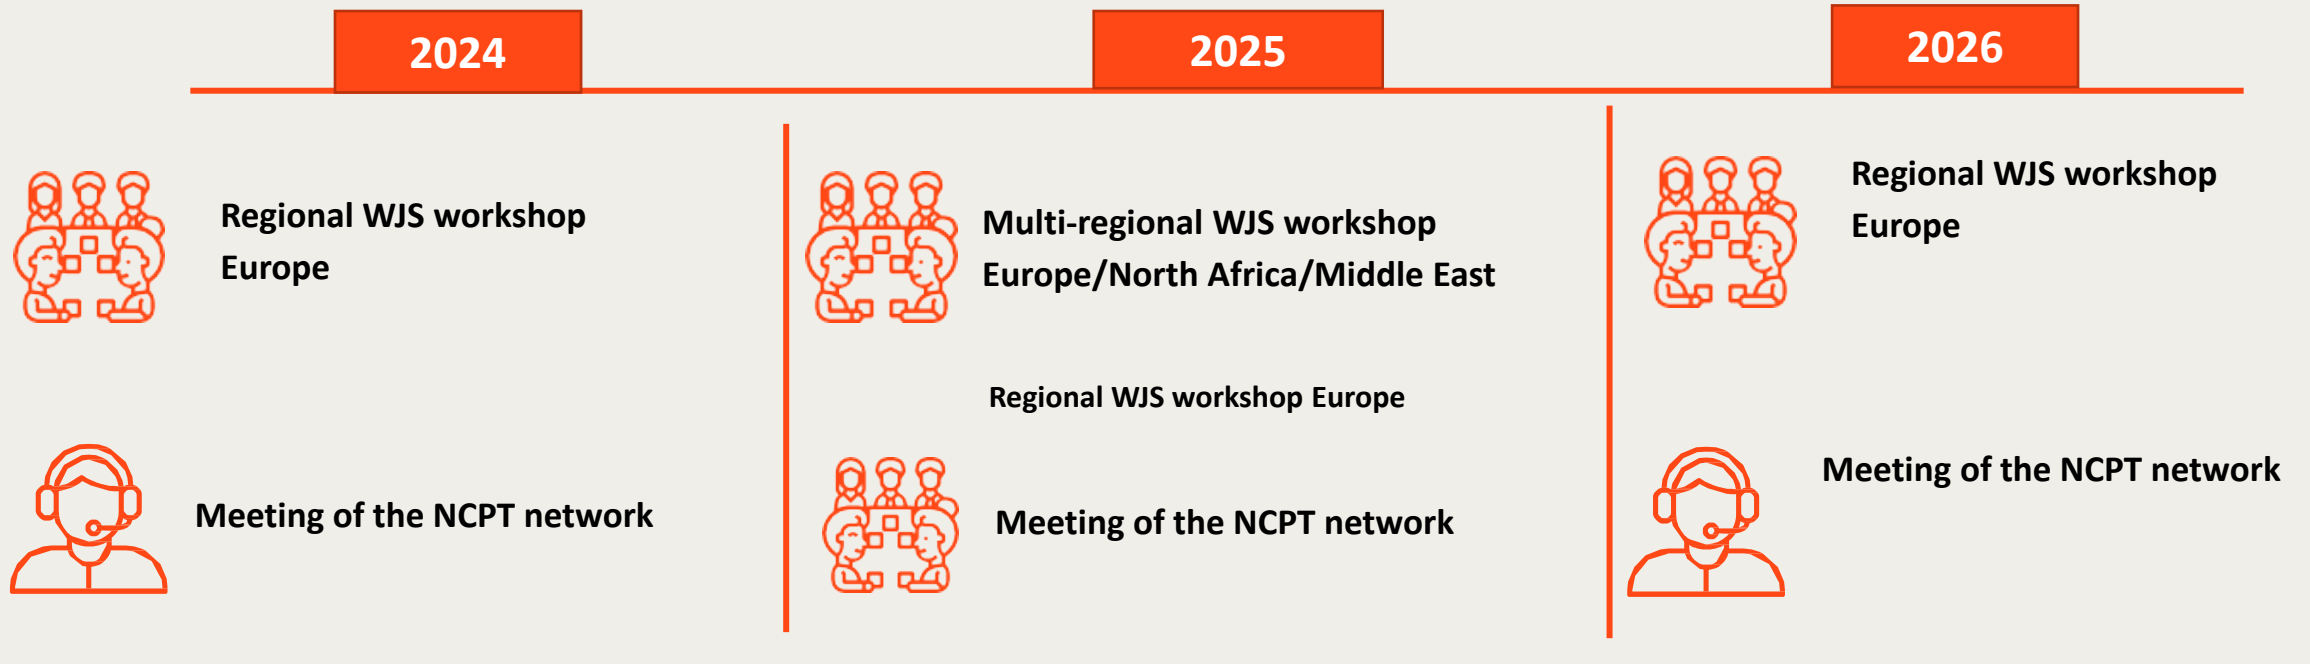 2024
Regional WJS workshop
Europe
Meeting of the NCPT network
2025
Multi-regional WJS workshop
Europe/North Africa/Middle East
Regional WJS workshop Europe
Meeting of the NCPT network
2026
Regional WJS workshop
Europe
Meeting of the NCPT network